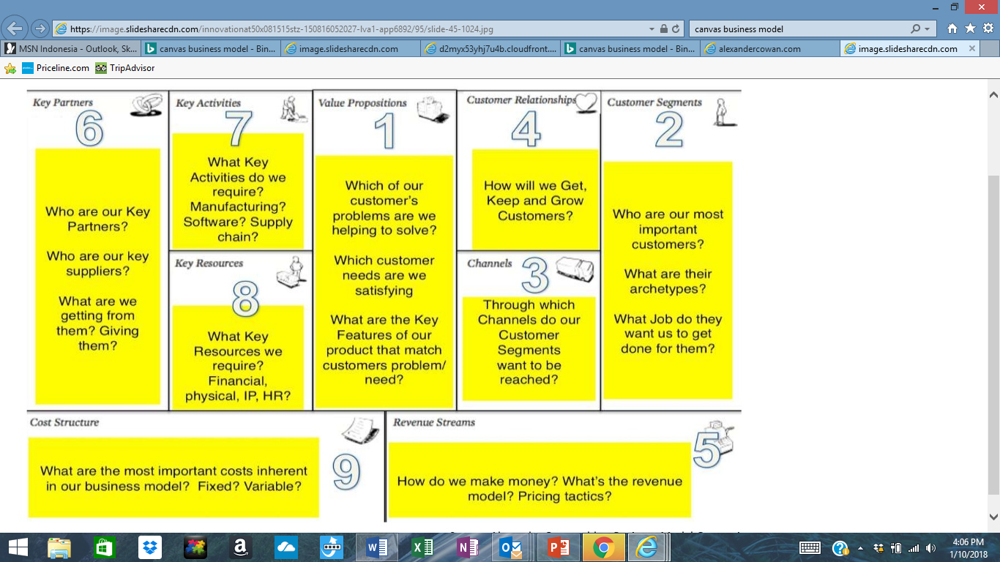 https://image.slidesharecdn.com/innovationat50x081515stz-150816052027-lva1-app6892/95/slide-45-1024.jpg
canvas business model
MSN Indonesia - Outlook, Sk...
canvas business model - Bin...
image.slidesharecdn.com
d2myx53yhj7u4b.cloudfront....
canvas business model - Bin...
alexandercowan.com
image.slidesharecdn.com
Priceline.com
TripAdvisor
Key Partners
6
Who are our Key
Partners?
Who are our key
suppliers?
What are we
getting from
them? Giving
them?
Key Activities
7
What Key
Activities do we
require?
Manufacturing?
Software? Supply
chain?
Key Resources
8
What Key
Resources we
require?
Financial,
physical, IP, HR?
Value Propositions
1
Which of our
customer's
problems are we
helping to solve?
Which customer
needs are we
satisfying
What are the Key
Features of our
product that match
customers problem/
need?
Customer Relationships
4
How will we Get,
Keep and Grow
Customers?
Channels
3
Through which
Channels do our
Customer
Segments
want to be
reached?
Customer Segments
2
Who are our most
important
customers?
What are their
archetypes?
What Job do they
want us to get
done for them?
Cost Structure
9
What are the most important costs inherent
in our business model? Fixed? Variable?
Revenue Streams
5
How do we make money? What's the revenue
model? Pricing tactics?
4:06 PM
1/10/2018